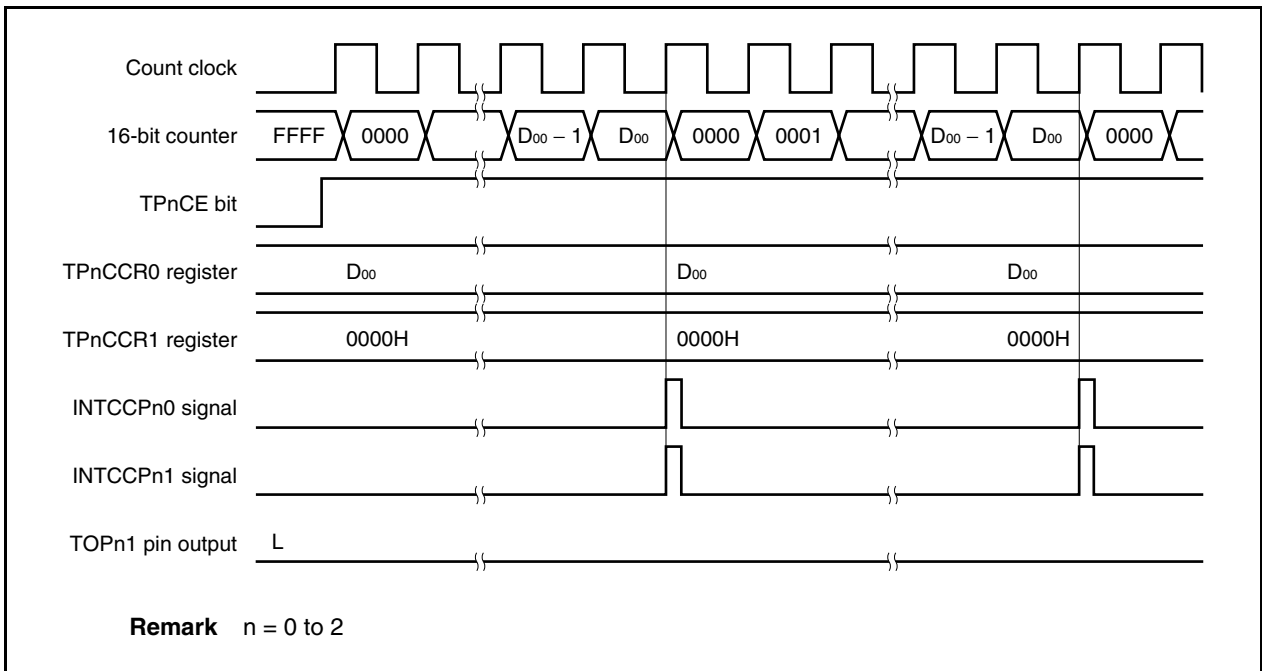 Count clock
16-bit counter FFFF 0000 D₀₀ − 1 D₀₀ 0000 0001 D₀₀ − 1 D₀₀ 0000
TPnCE bit
TPnCCR0 register D₀₀ D₀₀ D₀₀
TPnCCR1 register 0000H 0000H 0000H
INTCCPn0 signal
INTCCPn1 signal
TOPn1 pin output L
Remark n = 0 to 2